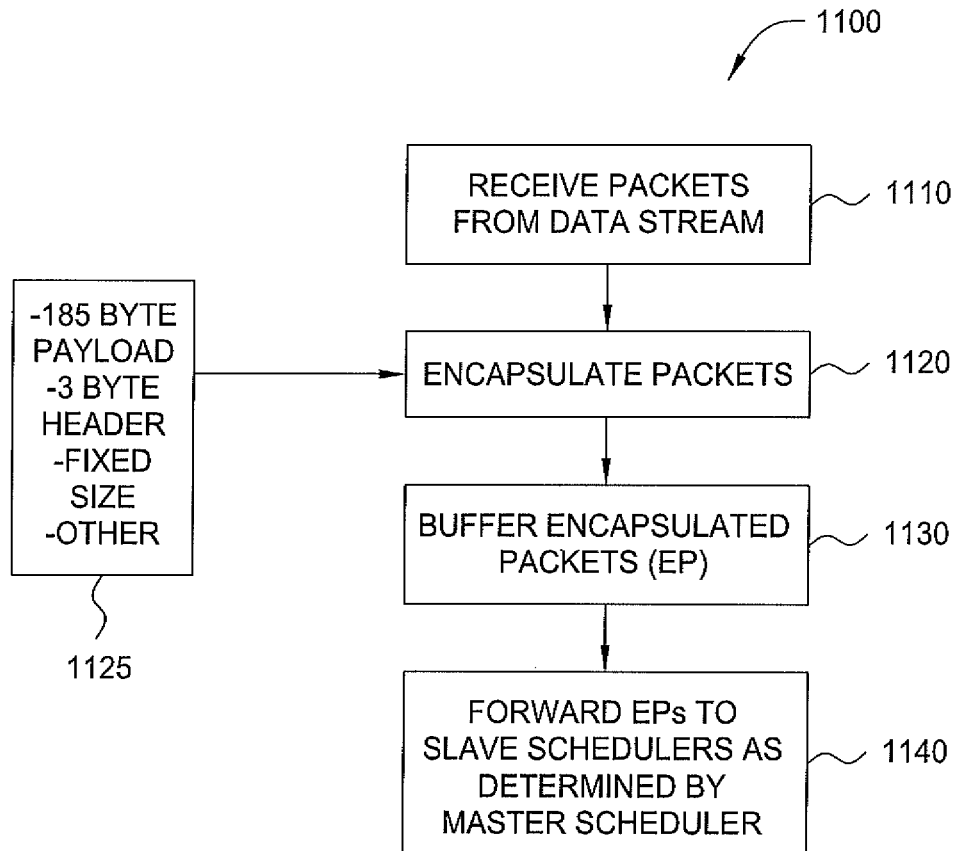 1100
RECEIVE PACKETS
FROM DATA STREAM
1110
-185 BYTE
PAYLOAD
-3 BYTE
HEADER
-FIXED
SIZE
-OTHER
1125
ENCAPSULATE PACKETS
1120
BUFFER ENCAPSULATED
PACKETS (EP)
1130
FORWARD EPs TO
SLAVE SCHEDULERS AS
DETERMINED BY
MASTER SCHEDULER
1140